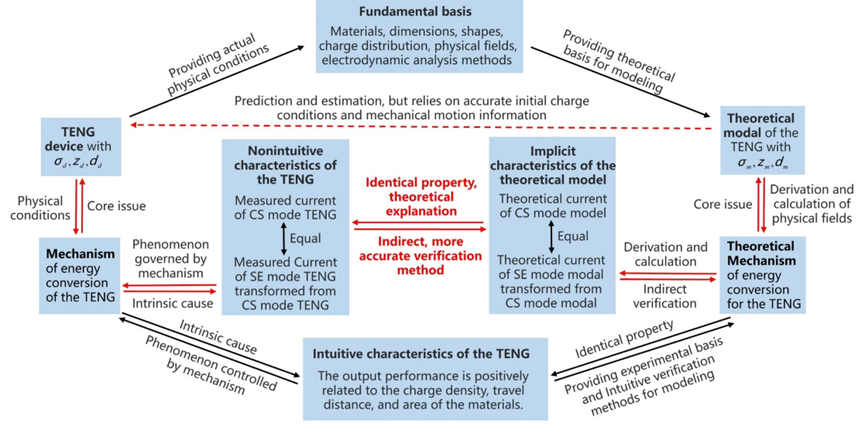 Fundamental basis
Materials, dimensions, shapes,
charge distribution, physical fields,
electrodynamic analysis methods
Providing actual
physical conditions
Providing theoretical
basis for modeling
Prediction and estimation, but relies on accurate initial charge
conditions and mechanical motion information
TENG
device with
σ_d, z_d, d_d
Theoretical
modal of the
TENG with
σ_m, z_m, d_m
Nonintuitive
characteristics of
the TENG
Measured current
of CS mode TENG
Equal
Measured Current
of SE mode TENG
transformed from
CS mode TENG
Identical property,
theoretical
explanation
Indirect, more
accurate verification
method
Implicit
characteristics of the
theoretical model
Theoretical current
of CS mode model
Equal
Theoretical current
of SE mode modal
transformed from
CS mode modal
Physical
conditions
Core issue
Core issue
Derivation and
calculation of
physical fields
Mechanism
of energy
conversion
of the TENG
Phenomenon
governed by
mechanism
Intrinsic cause
Derivation and
calculation
Indirect
verification
Theoretical
Mechanism
of energy
conversion
for the TENG
Intrinsic cause
Phenomenon controlled
by mechanism
Intuitive characteristics of the TENG
The output performance is positively
related to the charge density, travel
distance, and area of the materials.
Identical property
Providing experimental basis
and Intuitive verification
methods for modeling